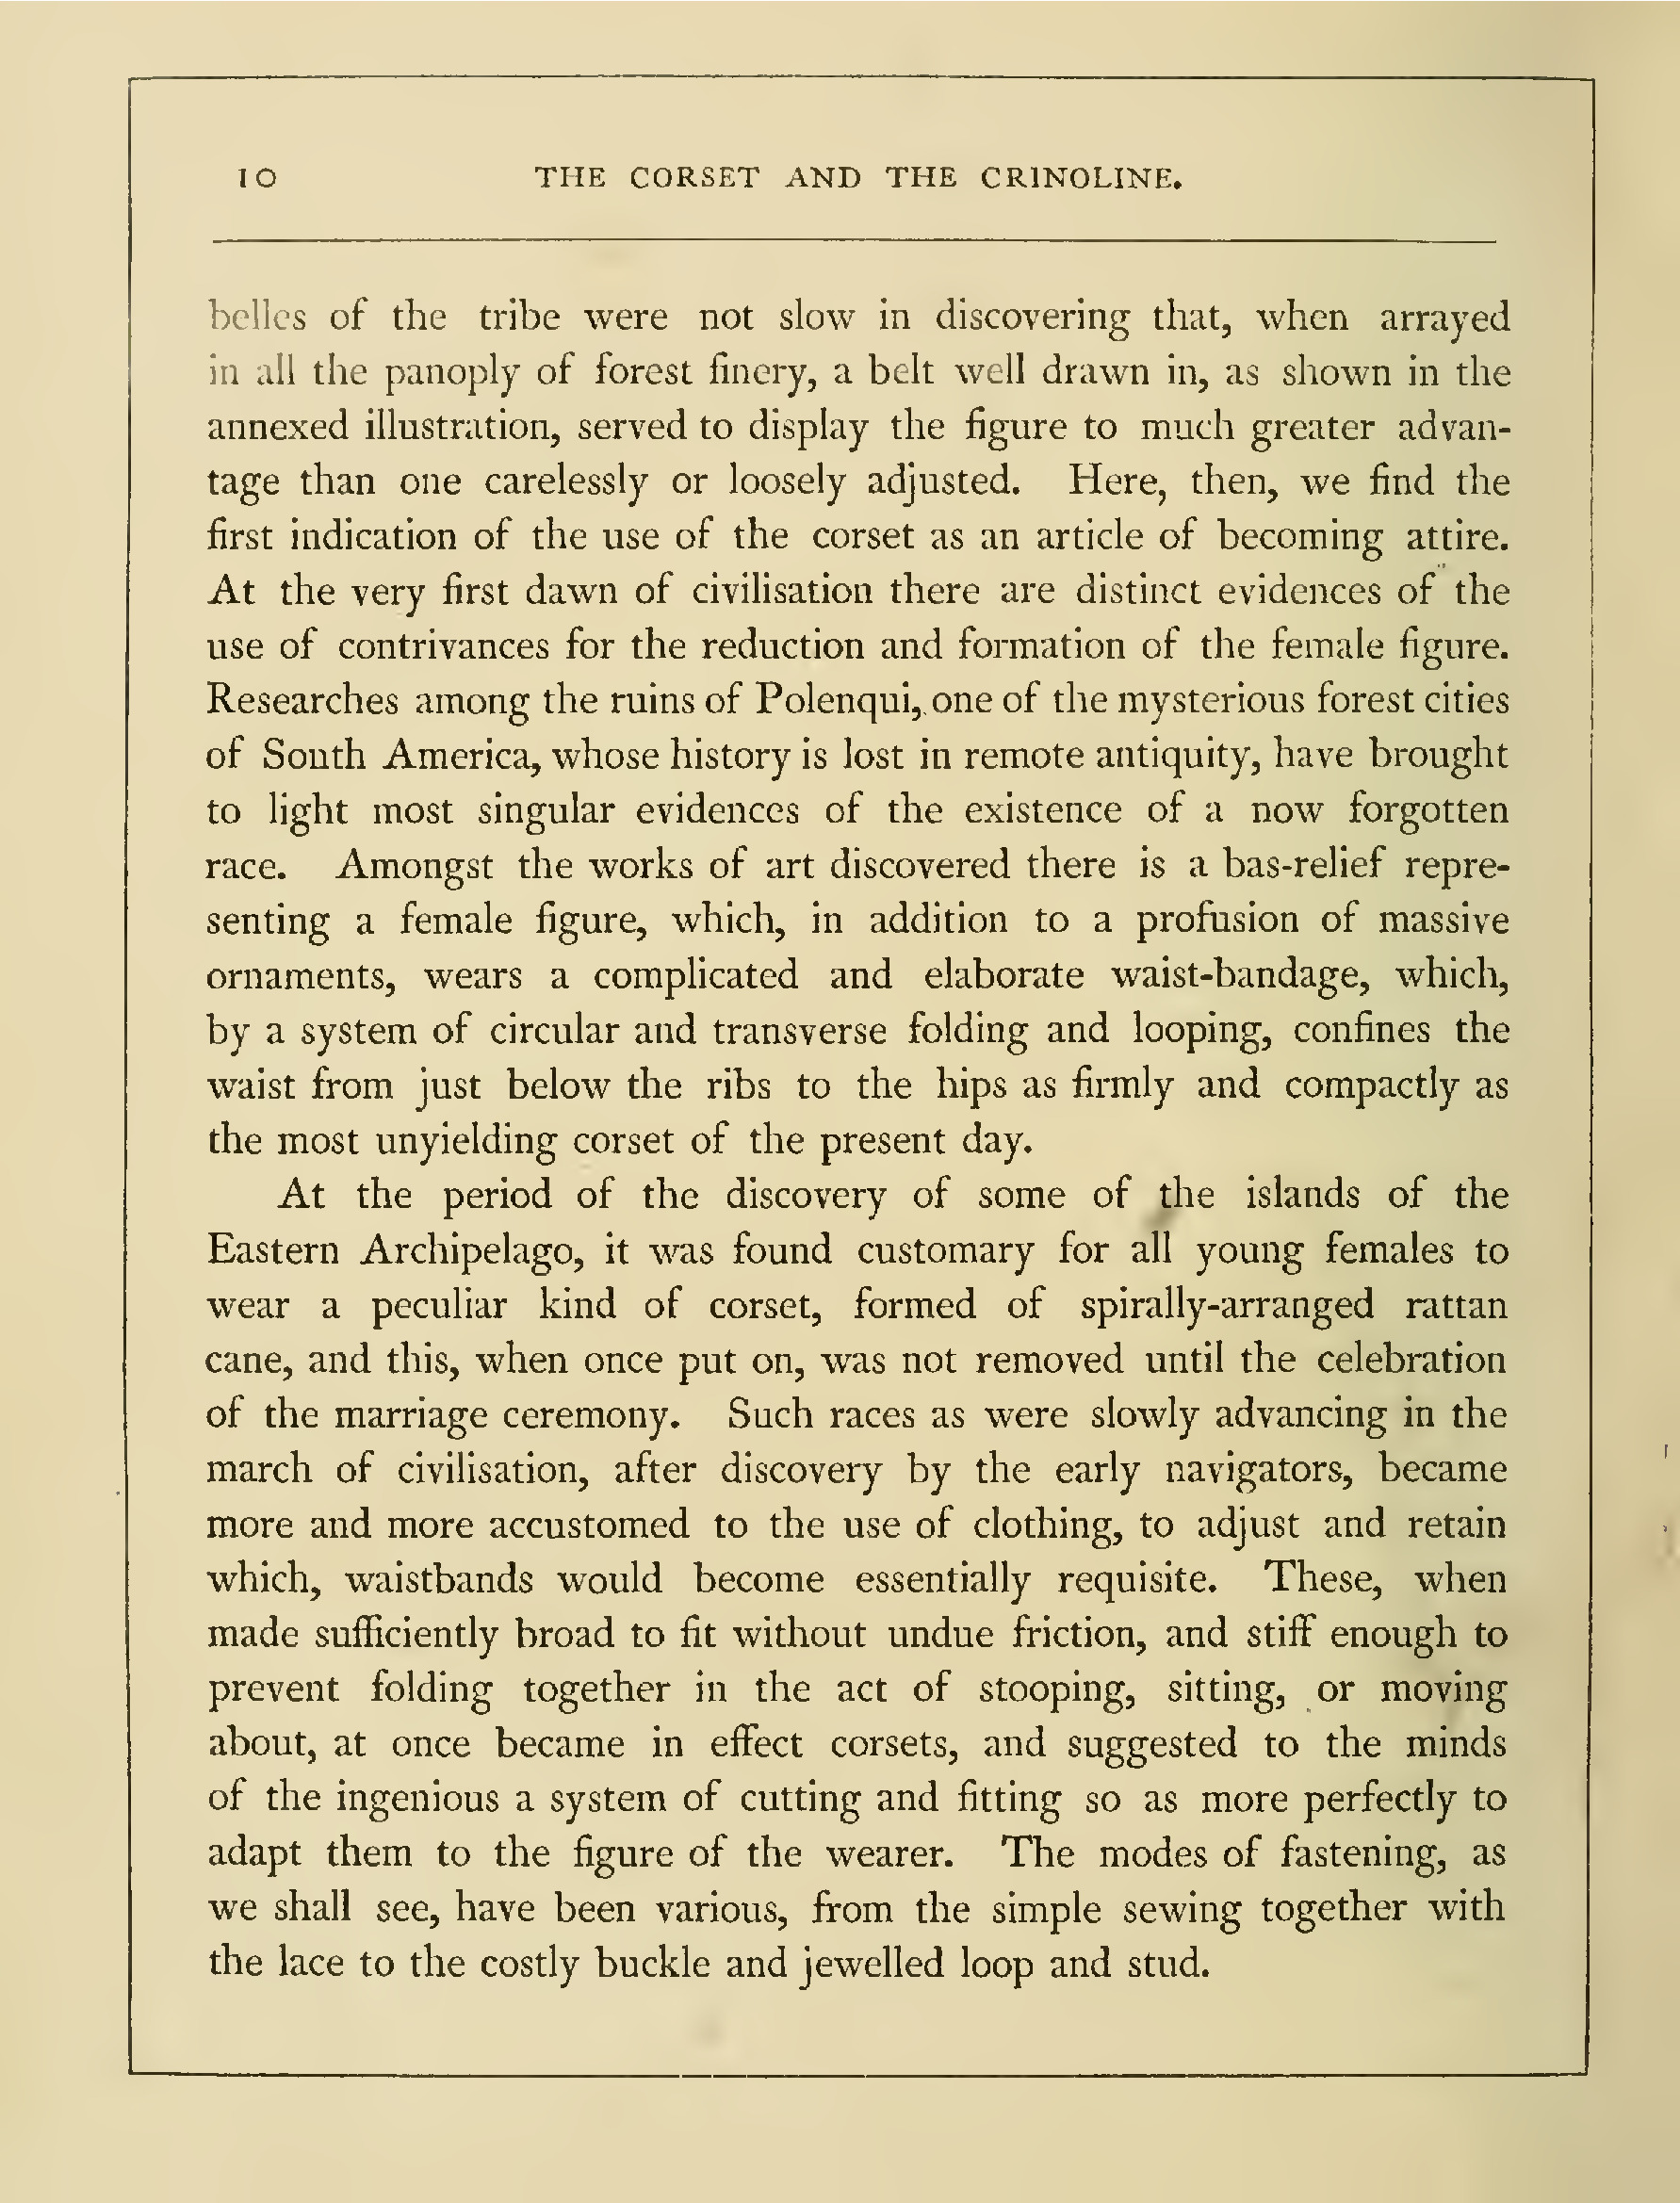 10 THE CORSET AND THE CRINOLINE.
belles of the tribe were not slow in discovering that, when arrayed
in all the panoply of forest finery, a belt well drawn in, as shown in the
annexed illustration, served to display the figure to much greater advan-
tage than one carelessly or loosely adjusted. Here, then, we find the
first indication of the use of the corset as an article of becoming attire.
At the very first dawn of civilisation there are distinct evidences of the
use of contrivances for the reduction and formation of the female figure.
Researches among the ruins of Polenqui, one of the mysterious forest cities
of South America, whose history is lost in remote antiquity, have brought
to light most singular evidences of the existence of a now forgotten
race. Amongst the works of art discovered there is a bas-relief repre-
senting a female figure, which, in addition to a profusion of massive
ornaments, wears a complicated and elaborate waist-bandage, which,
by a system of circular and transverse folding and looping, confines the
waist from just below the ribs to the hips as firmly and compactly as
the most unyielding corset of the present day.
At the period of the discovery of some of the islands of the
Eastern Archipelago, it was found customary for all young females to
wear a peculiar kind of corset, formed of spirally-arranged rattan
cane, and this, when once put on, was not removed until the celebration
of the marriage ceremony. Such races as were slowly advancing in the
march of civilisation, after discovery by the early navigators, became
more and more accustomed to the use of clothing, to adjust and retain
which, waistbands would become essentially requisite. These, when
made sufficiently broad to fit without undue friction, and stiff enough to
prevent folding together in the act of stooping, sitting, or moving
about, at once became in effect corsets, and suggested to the minds
of the ingenious a system of cutting and fitting so as more perfectly to
adapt them to the figure of the wearer. The modes of fastening, as
we shall see, have been various, from the simple sewing together with
the lace to the costly buckle and jewelled loop and stud.